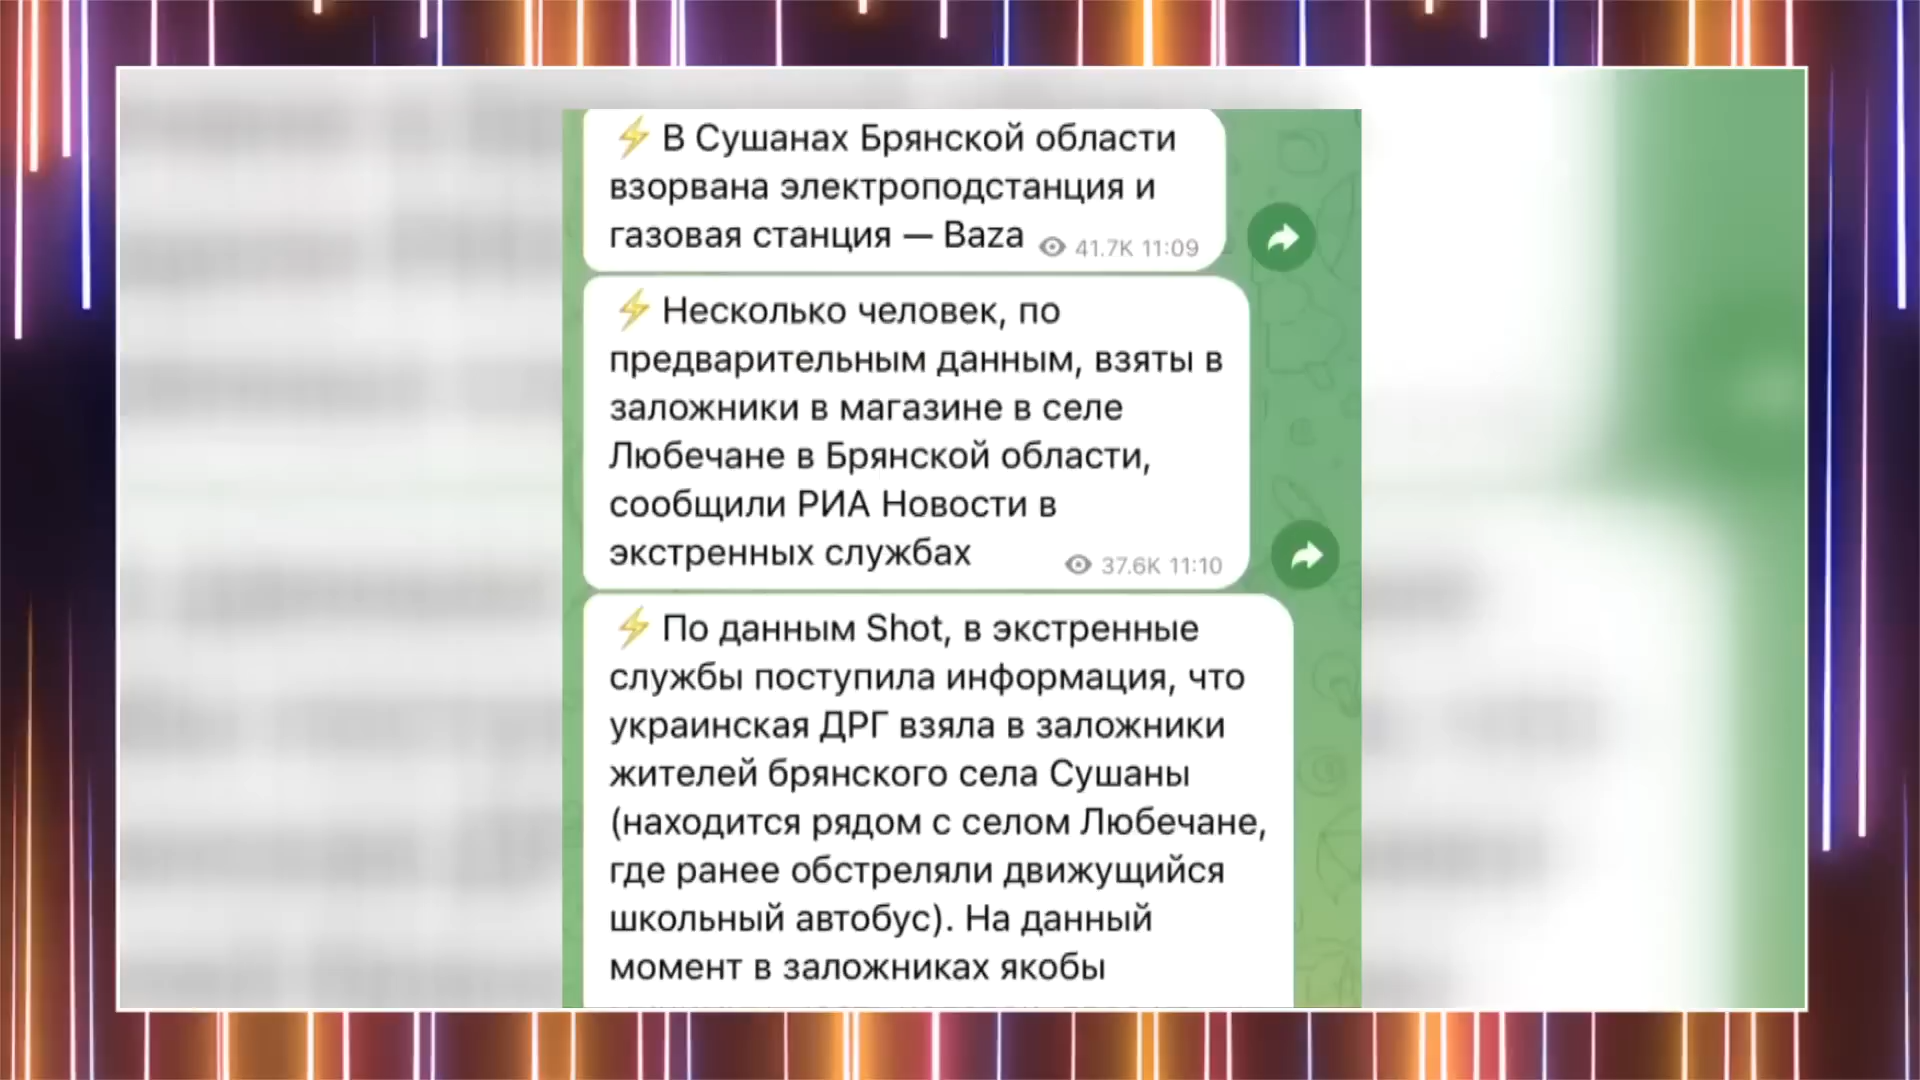 ⚡ В Сушанах Брянской области
взорвана электроподстанция и
газовая станция — Baza 41.7K 11:09
⚡ Несколько человек, по
предварительным данным, взяты в
заложники в магазине в селе
Любечане в Брянской области,
сообщили РИА Новости в
экстренных службах 37.6K 11:10
⚡ По данным Shot, в экстренные
службы поступила информация, что
украинская ДРГ взяла в заложники
жителей брянского села Сушаны
(находится рядом с селом Любечане,
где ранее обстреляли движущийся
школьный автобус). На данный
момент в заложниках якобы